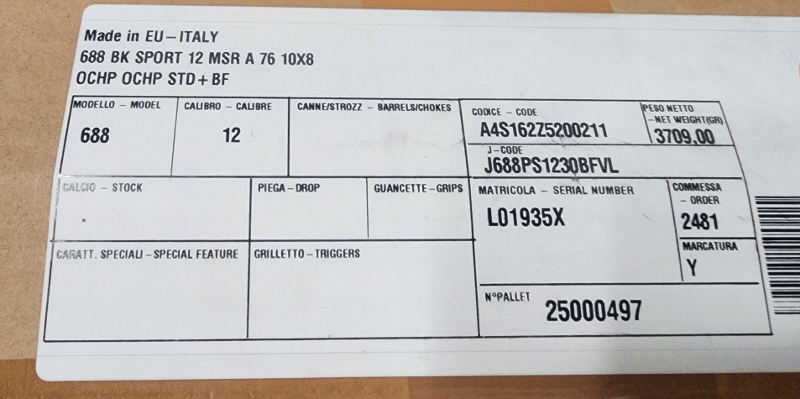 Made in EU–ITALY
688 BK SPORT 12 MSR A 76 10X8
OCHP OCHP STD+BF
MODELLO – MODEL
688
CALIBRO – CALIBRE
12
CANNE/STROZZ – BARRELS/CHOKES
CODICE – CODE
A4S162Z5200211
PESO NETTO
–NET WEIGHT(GR)
3709,00
J–CODE
J688PS1230BFVL
CALCIO – STOCK
PIEGA–DROP
GUANCETTE–GRIPS
MATRICOLA – SERIAL NUMBER
L01935X
COMMESSA
– ORDER
2481
MARCATURA
Y
CARATT. SPECIALI–SPECIAL FEATURE
GRILLETTO–TRIGGERS
N°PALLET
25000497